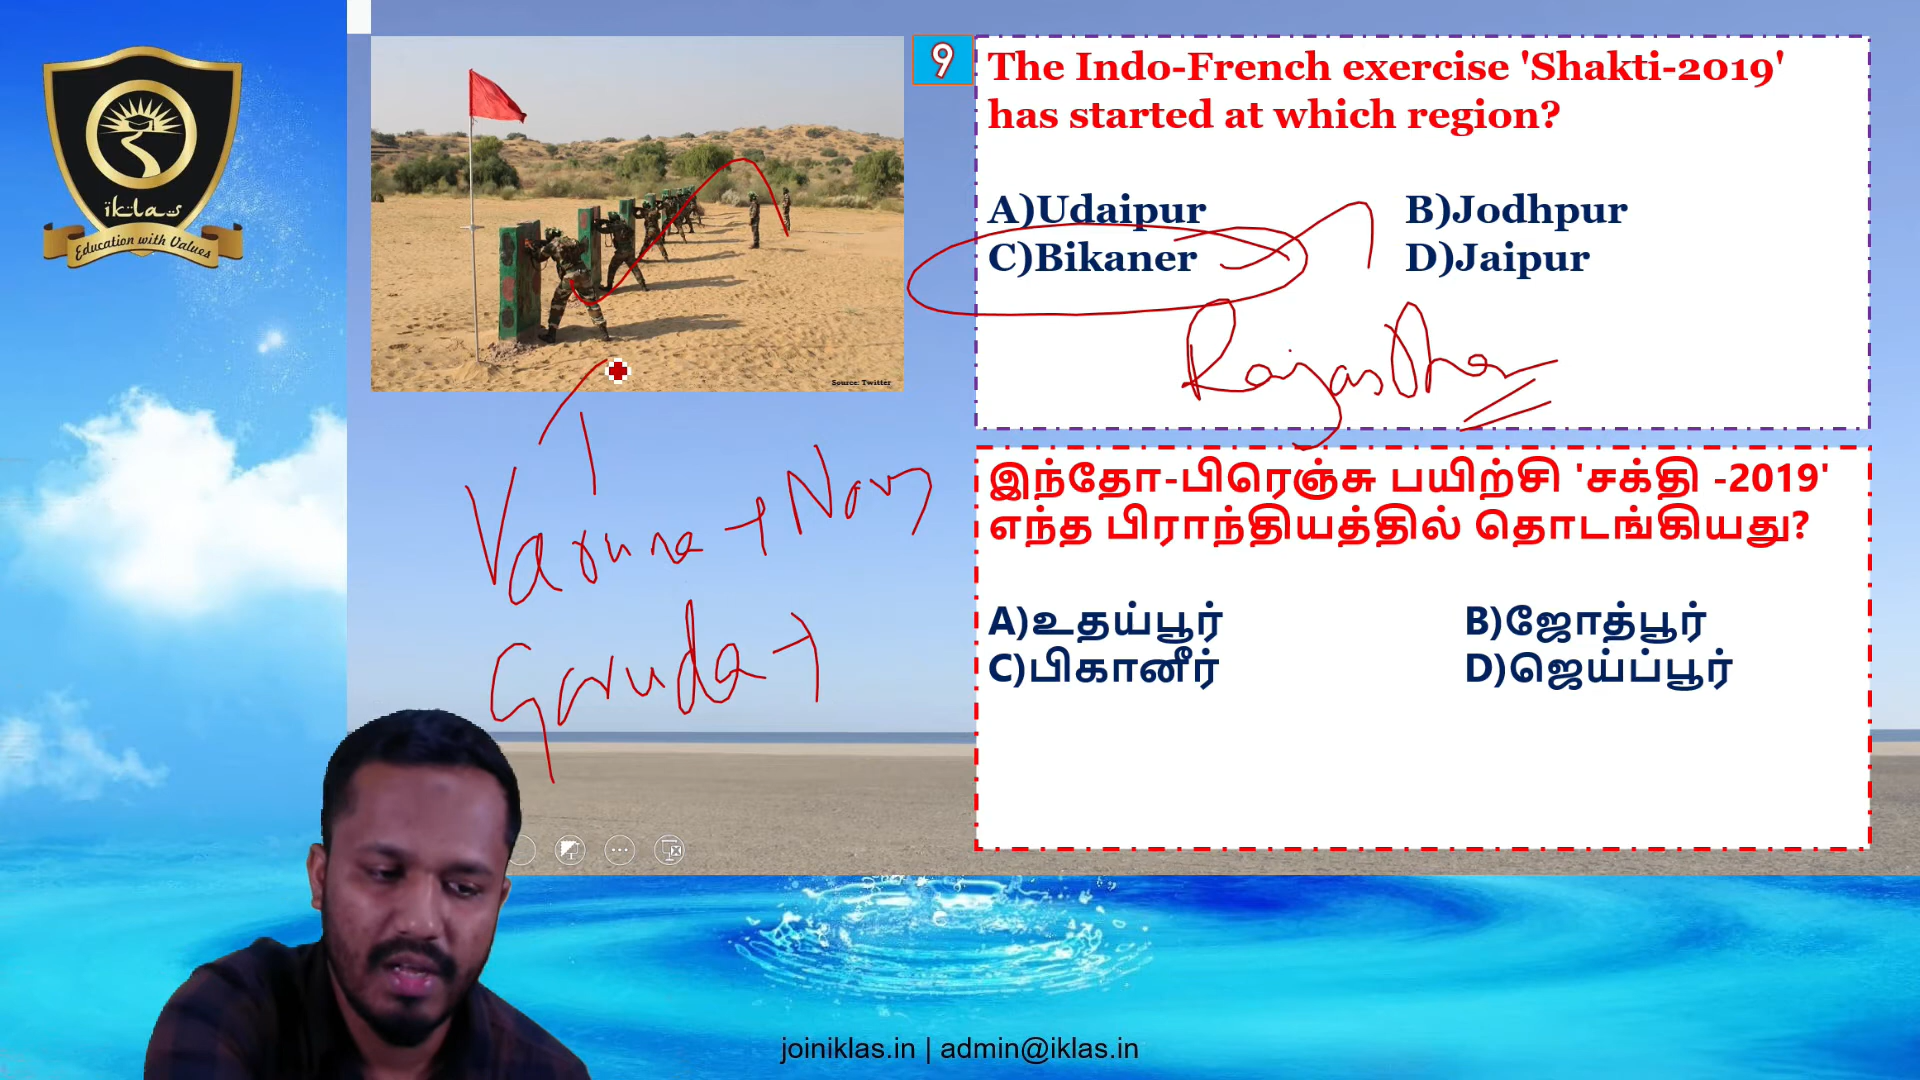 iklas
Education with Values
Source: Twitter
9
The Indo-French exercise 'Shakti-2019'
has started at which region?
A)Udaipur B)Jodhpur
C)Bikaner D)Jaipur
Rajasthan
Varuna → Navy
Garuda →
இந்தோ-பிரெஞ்சு பயிற்சி 'சக்தி -2019'
எந்த பிராந்தியத்தில் தொடங்கியது?
A)உதய்பூர் B)ஜோத்பூர்
C)பிகானீர் D)ஜெய்ப்பூர்
joiniklas.in | admin@iklas.in